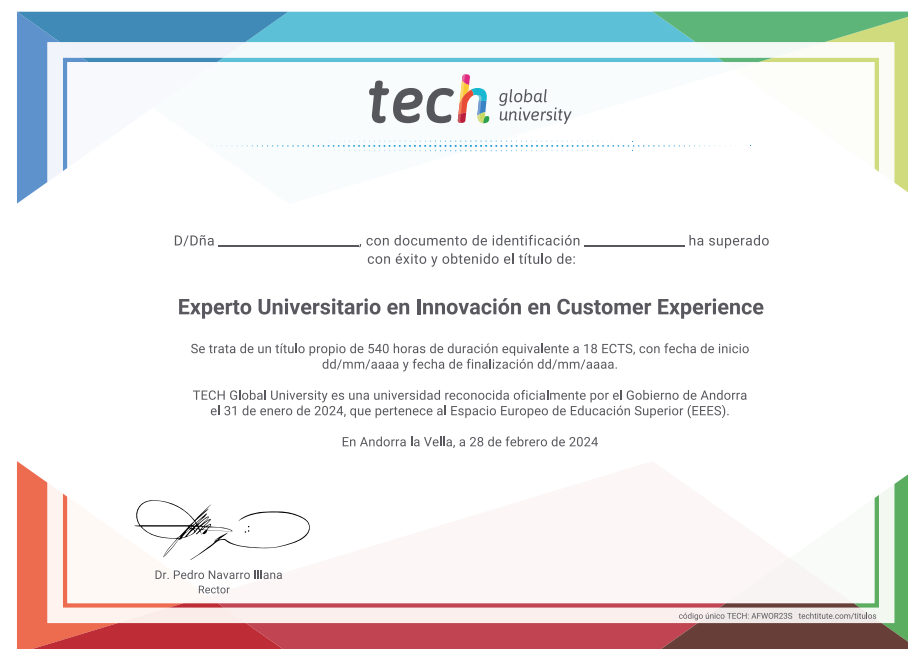 tech global university
D/Dña ____________________, con documento de identificación ______________ ha superado
con éxito y obtenido el título de:
Experto Universitario en Innovación en Customer Experience
Se trata de un título propio de 540 horas de duración equivalente a 18 ECTS, con fecha de inicio
dd/mm/aaaa y fecha de finalización dd/mm/aaaa.
TECH Global University es una universidad reconocida oficialmente por el Gobierno de Andorra
el 31 de enero de 2024, que pertenece al Espacio Europeo de Educación Superior (EEES).
En Andorra la Vella, a 28 de febrero de 2024
Dr. Pedro Navarro Illana
Rector
código único TECH: AFWOR23S techtitute.com/titulos